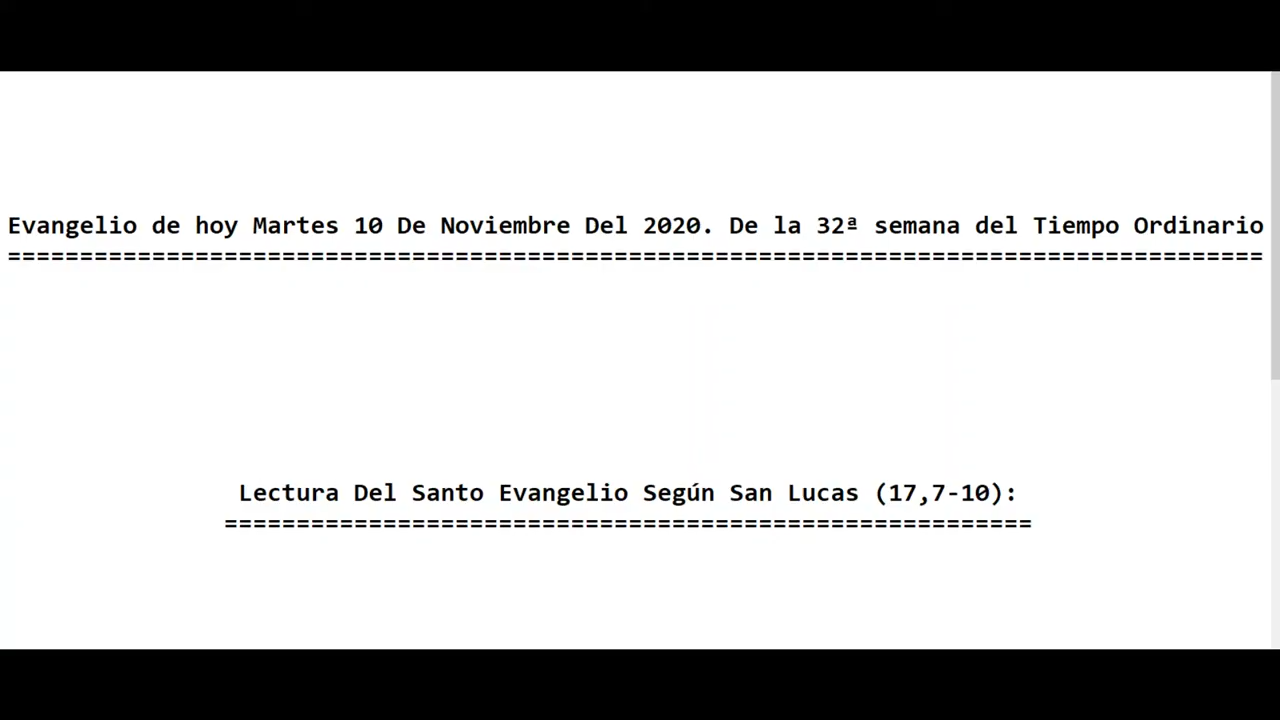 Evangelio de hoy Martes 10 De Noviembre Del 2020. De la 32ª semana del Tiempo Ordinario
=======================================================================================
Lectura Del Santo Evangelio Según San Lucas (17,7-10):
========================================================